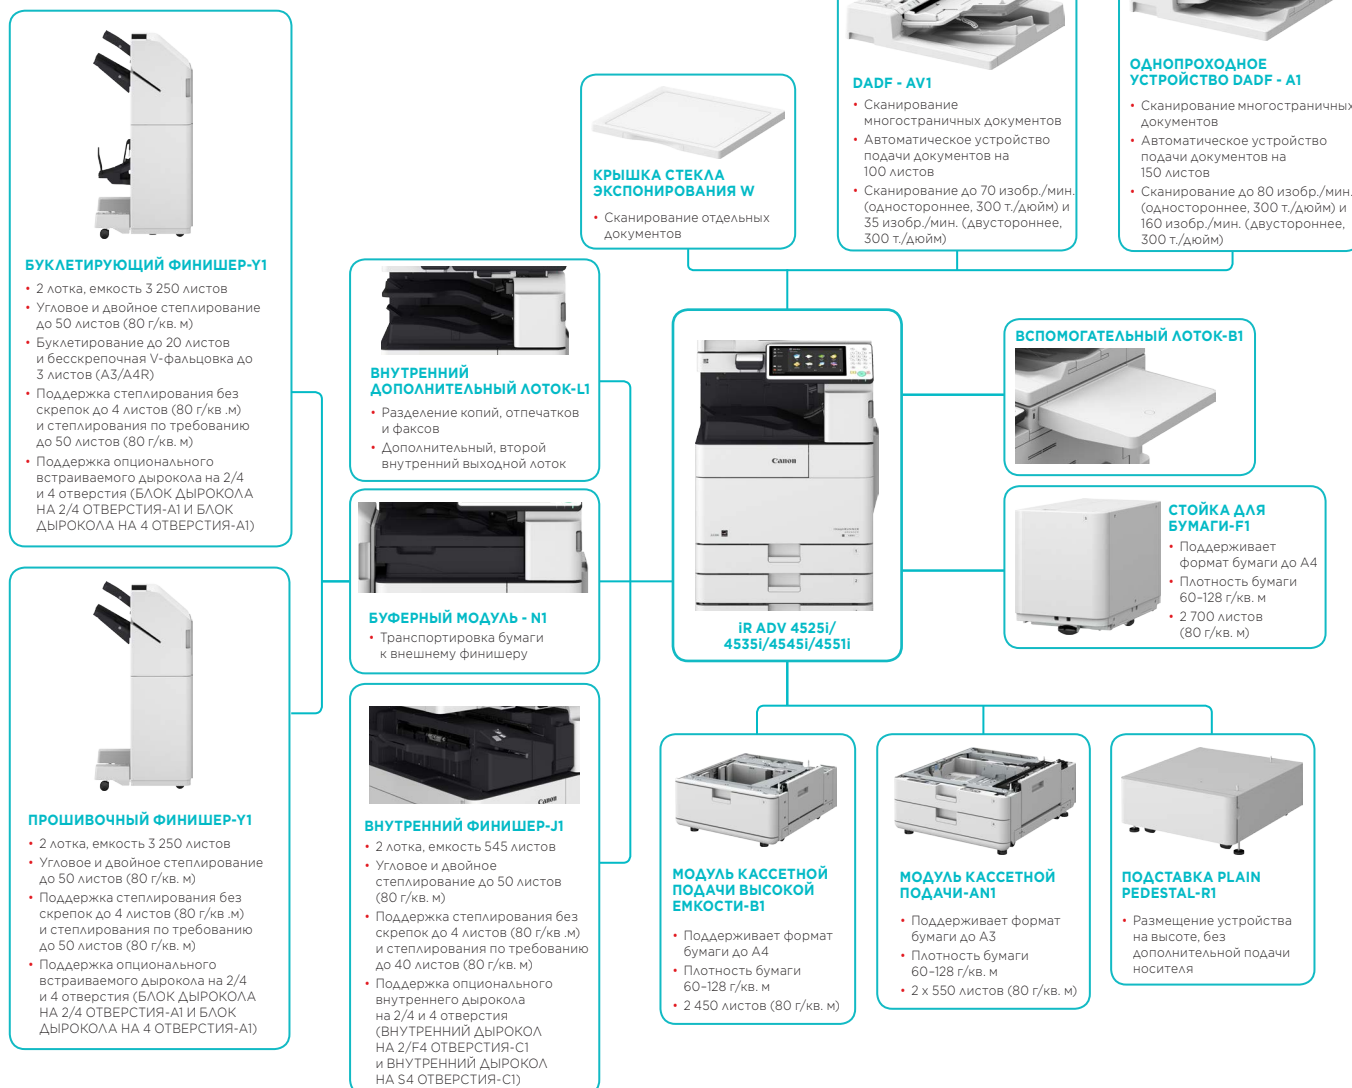 БУКЛЕТИРУЮЩИЙ ФИНИШЕР-Y1
• 2 лотка, емкость 3 250 листов
• Угловое и двойное степлирование
до 50 листов (80 г/кв. м)
• Буклетирование до 20 листов
и бесскрепочная V-фальцовка до
3 листов (A3/A4R)
• Поддержка степлирования без
скрепок до 4 листов (80 г/кв .м)
и степлирования по требованию
до 50 листов (80 г/кв. м)
• Поддержка опционального
встраиваемого дырокола на 2/4
и 4 отверстия (БЛОК ДЫРОКОЛА
НА 2/4 ОТВЕРСТИЯ-A1 И БЛОК
ДЫРОКОЛА НА 4 ОТВЕРСТИЯ-A1)
ПРОШИВОЧНЫЙ ФИНИШЕР-Y1
• 2 лотка, емкость 3 250 листов
• Угловое и двойное степлирование
до 50 листов (80 г/кв. м)
• Поддержка степлирования без
скрепок до 4 листов (80 г/кв .м)
и степлирования по требованию
до 50 листов (80 г/кв. м)
• Поддержка опционального
встраиваемого дырокола на 2/4
и 4 отверстия (БЛОК ДЫРОКОЛА
НА 2/4 ОТВЕРСТИЯ-A1 И БЛОК
ДЫРОКОЛА НА 4 ОТВЕРСТИЯ-A1)
ВНУТРЕННИЙ
ДОПОЛНИТЕЛЬНЫЙ ЛОТОК-L1
• Разделение копий, отпечатков
и факсов
• Дополнительный, второй
внутренний выходной лоток
БУФЕРНЫЙ МОДУЛЬ - N1
• Транспортировка бумаги
к внешнему финишеру
Canon
ВНУТРЕННИЙ ФИНИШЕР-J1
• 2 лотка, емкость 545 листов
• Угловое и двойное
степлирование до 50 листов
(80 г/кв. м)
• Поддержка степлирования без
скрепок до 4 листов (80 г/кв .м)
и степлирования по требованию
до 40 листов (80 г/кв. м)
• Поддержка опционального
внутреннего дырокола
на 2/4 и 4 отверстия
(ВНУТРЕННИЙ ДЫРОКОЛ
НА 2/F4 ОТВЕРСТИЯ-C1
и ВНУТРЕННИЙ ДЫРОКОЛ
НА S4 ОТВЕРСТИЯ-C1)
КРЫШКА СТЕКЛА
ЭКСПОНИРОВАНИЯ W
• Сканирование отдельных
документов
DADF - AV1
• Сканирование
многостраничных документов
• Автоматическое устройство
подачи документов на
100 листов
• Сканирование до 70 изобр./мин.
(одностороннее, 300 т./дюйм) и
35 изобр./мин. (двустороннее,
300 т./дюйм)
ОДНОПРОХОДНОЕ
УСТРОЙСТВО DADF - A1
• Сканирование многостраничных
документов
• Автоматическое устройство
подачи документов на
150 листов
• Сканирование до 80 изобр./мин.
(одностороннее, 300 т./дюйм) и
160 изобр./мин. (двустороннее,
300 т./дюйм)
Canon
iR ADV 4525i/
4535i/4545i/4551i
ВСПОМОГАТЕЛЬНЫЙ ЛОТОК-B1
СТОЙКА ДЛЯ
БУМАГИ-F1
• Поддерживает
формат бумаги до A4
• Плотность бумаги
60–128 г/кв. м
• 2 700 листов
(80 г/кв. м)
МОДУЛЬ КАССЕТНОЙ
ПОДАЧИ ВЫСОКОЙ
ЕМКОСТИ-B1
• Поддерживает формат
бумаги до A4
• Плотность бумаги
60–128 г/кв. м
• 2 450 листов (80 г/кв. м)
МОДУЛЬ КАССЕТНОЙ
ПОДАЧИ-AN1
• Поддерживает формат
бумаги до A3
• Плотность бумаги
60–128 г/кв. м
• 2 x 550 листов (80 г/кв. м)
ПОДСТАВКА PLAIN
PEDESTAL-R1
• Размещение устройства
на высоте, без
дополнительной подачи
носителя